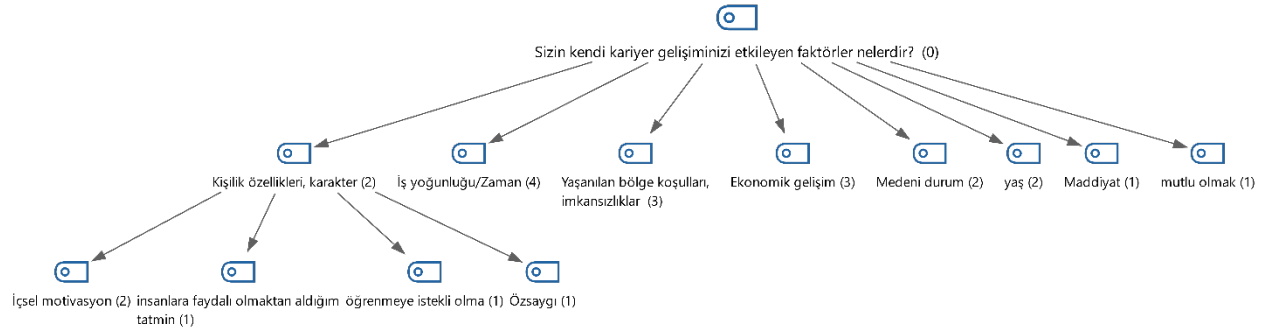 Sizin kendi kariyer gelişiminizi etkileyen faktörler nelerdir? (0)
Kişilik özellikleri, karakter (2)
İş yoğunluğu/Zaman (4)
Yaşanılan bölge koşulları,
imkansızlıklar (3)
Ekonomik gelişim (3)
Medeni durum (2)
yaş (2)
Maddiyat (1)
mutlu olmak (1)
İçsel motivasyon (2)
insanlara faydalı olmaktan aldığım
tatmin (1)
öğrenmeye istekli olma (1)
Özsaygı (1)